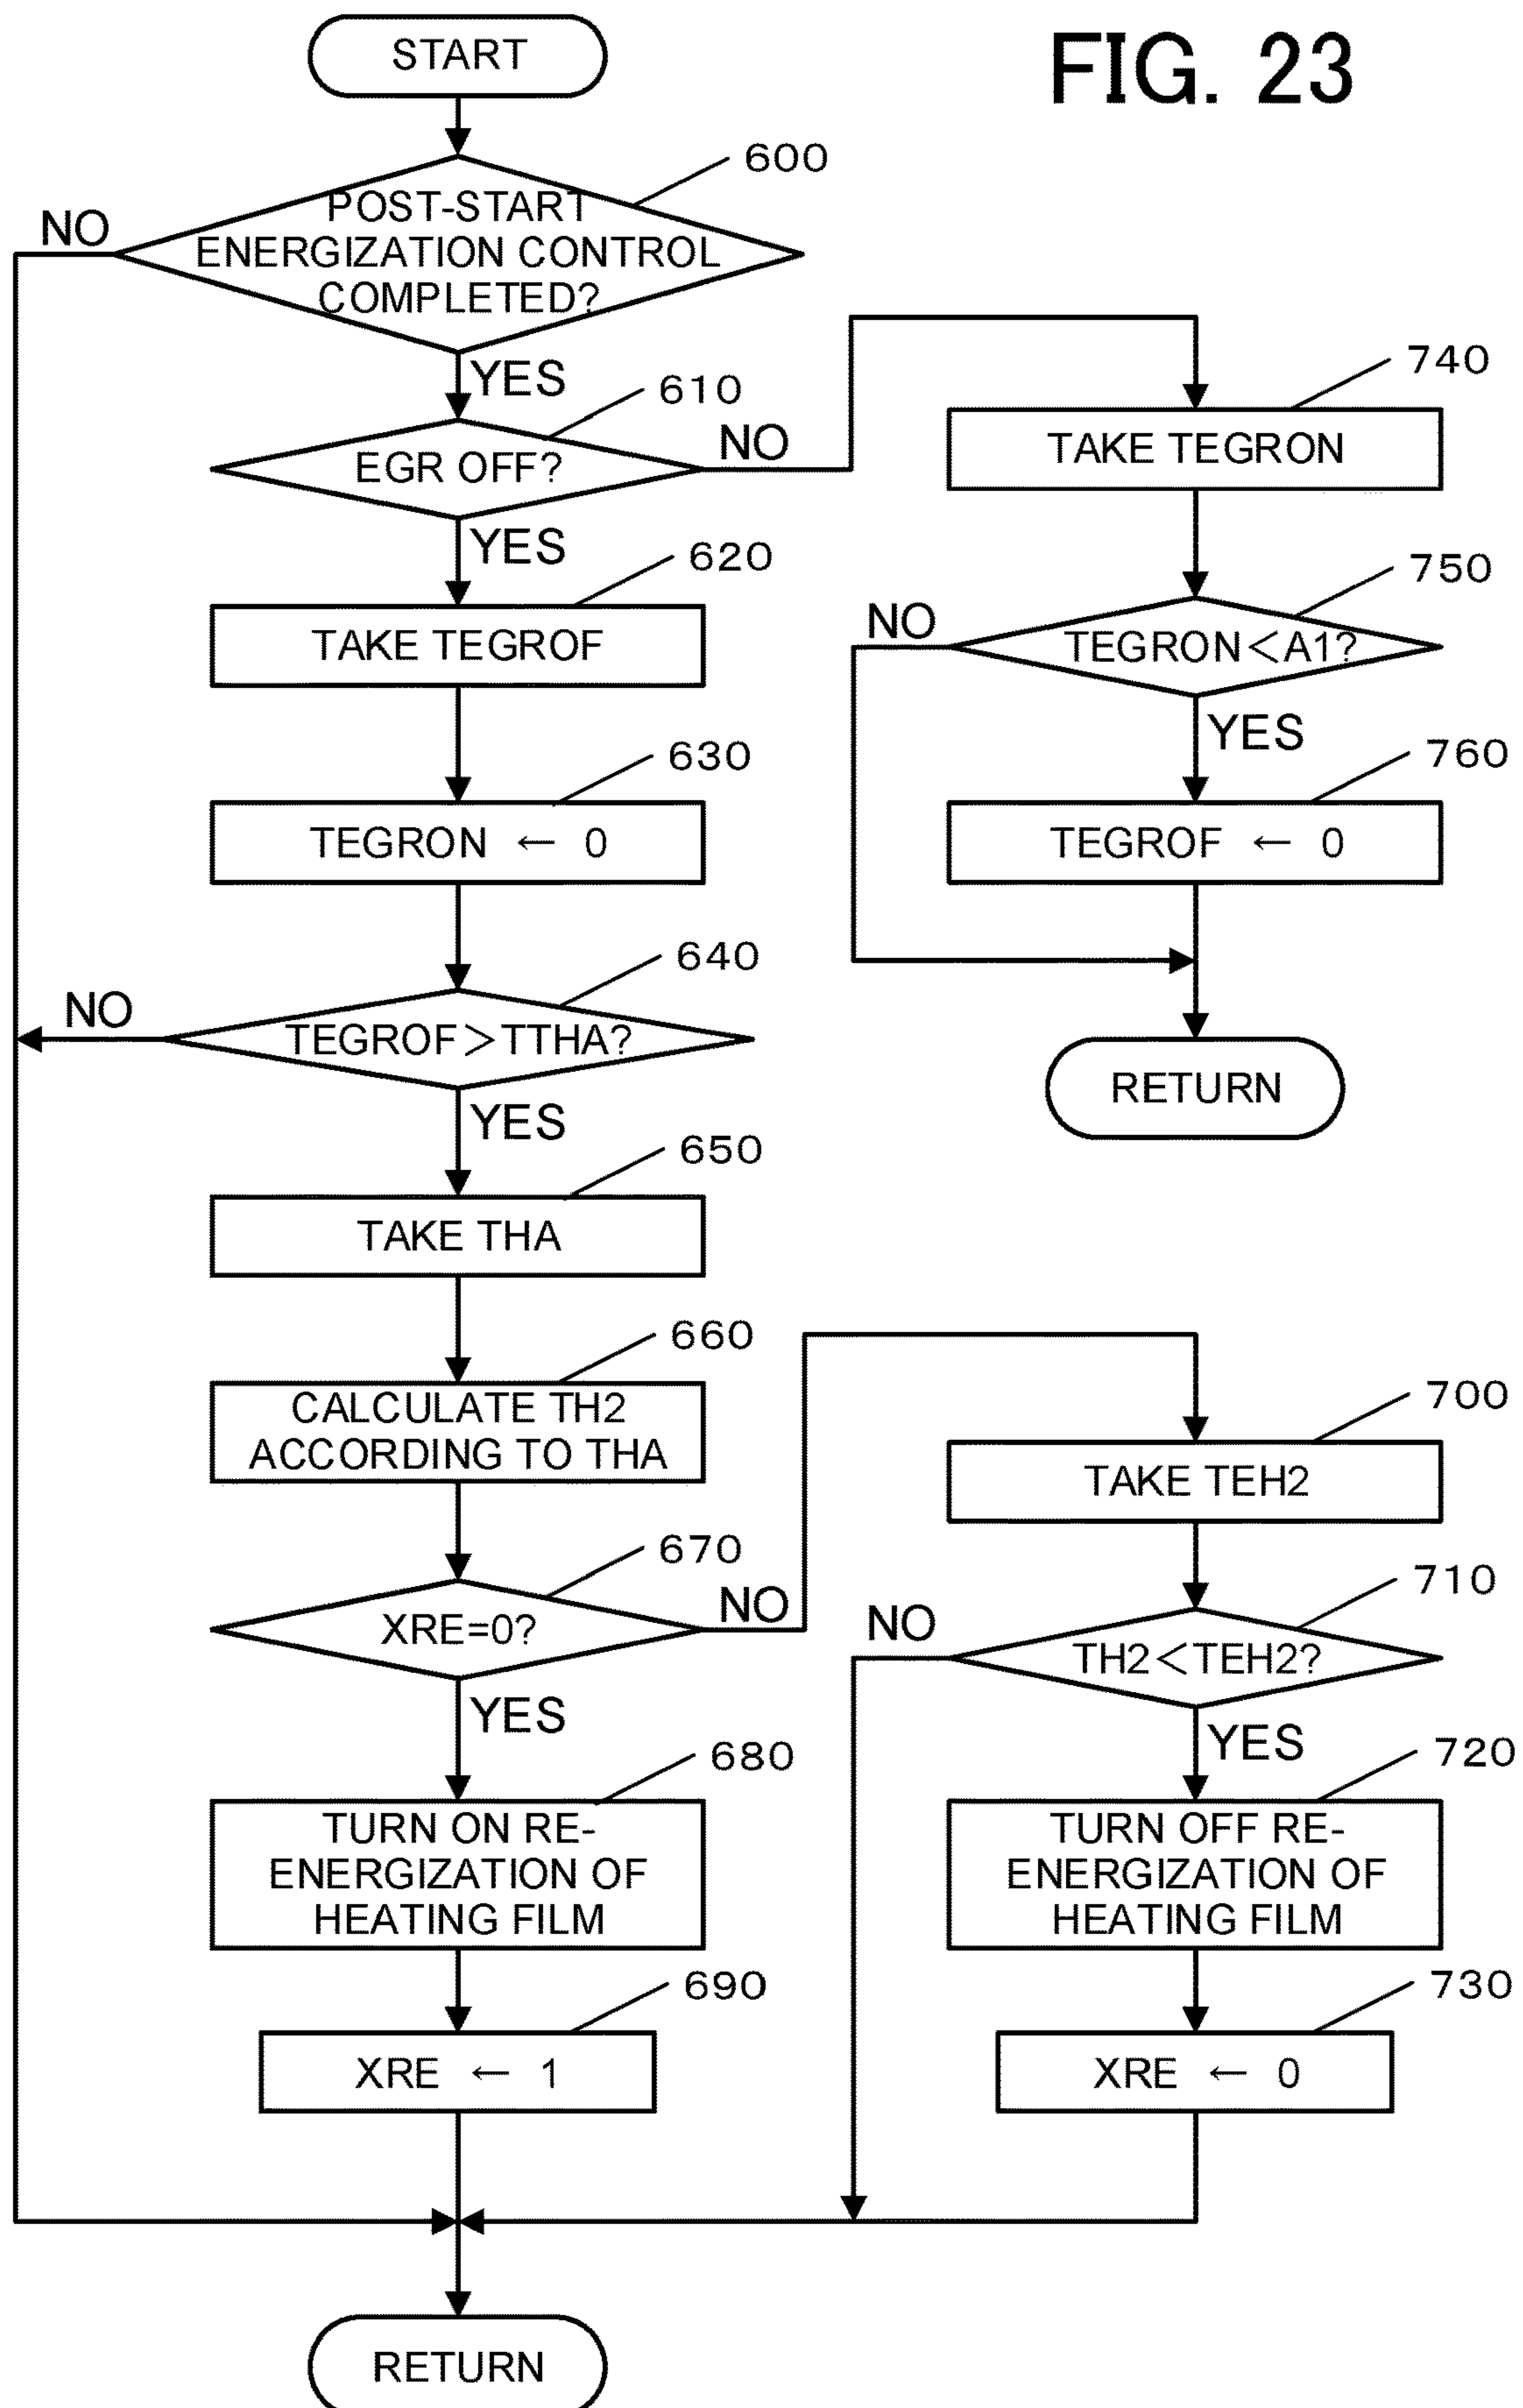 FIG. 23
START
600
POST-START
ENERGIZATION CONTROL
COMPLETED?
NO
YES
610
EGR OFF?
NO
YES
620
TAKE TEGROF
630
TEGRON ← 0
640
TEGROF>TTHA?
NO
YES
650
TAKE THA
660
CALCULATE TH2
ACCORDING TO THA
670
XRE=0?
NO
YES
680
TURN ON RE-
ENERGIZATION OF
HEATING FILM
690
XRE ← 1
RETURN
740
TAKE TEGRON
750
TEGRON<A1?
NO
YES
760
TEGROF ← 0
RETURN
700
TAKE TEH2
710
TH2<TEH2?
NO
YES
720
TURN OFF RE-
ENERGIZATION OF
HEATING FILM
730
XRE ← 0